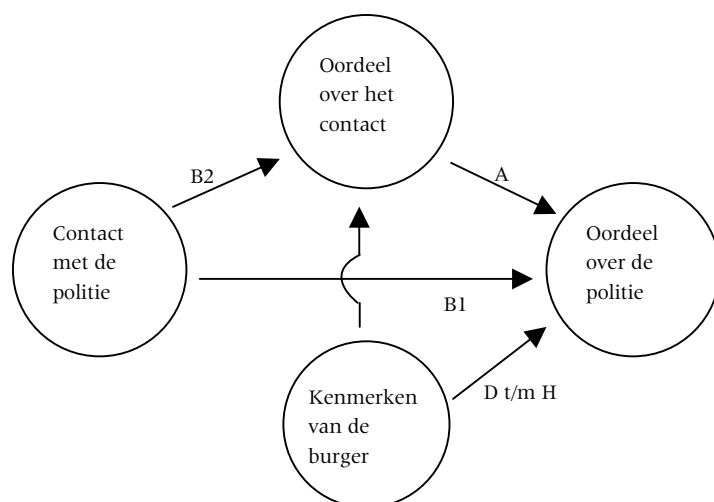 Oordeel
over het
contact
B2
A
Contact
met de
politie
Oordeel
over de
politie
B1
Kenmerken
van de
burger
D t/m H